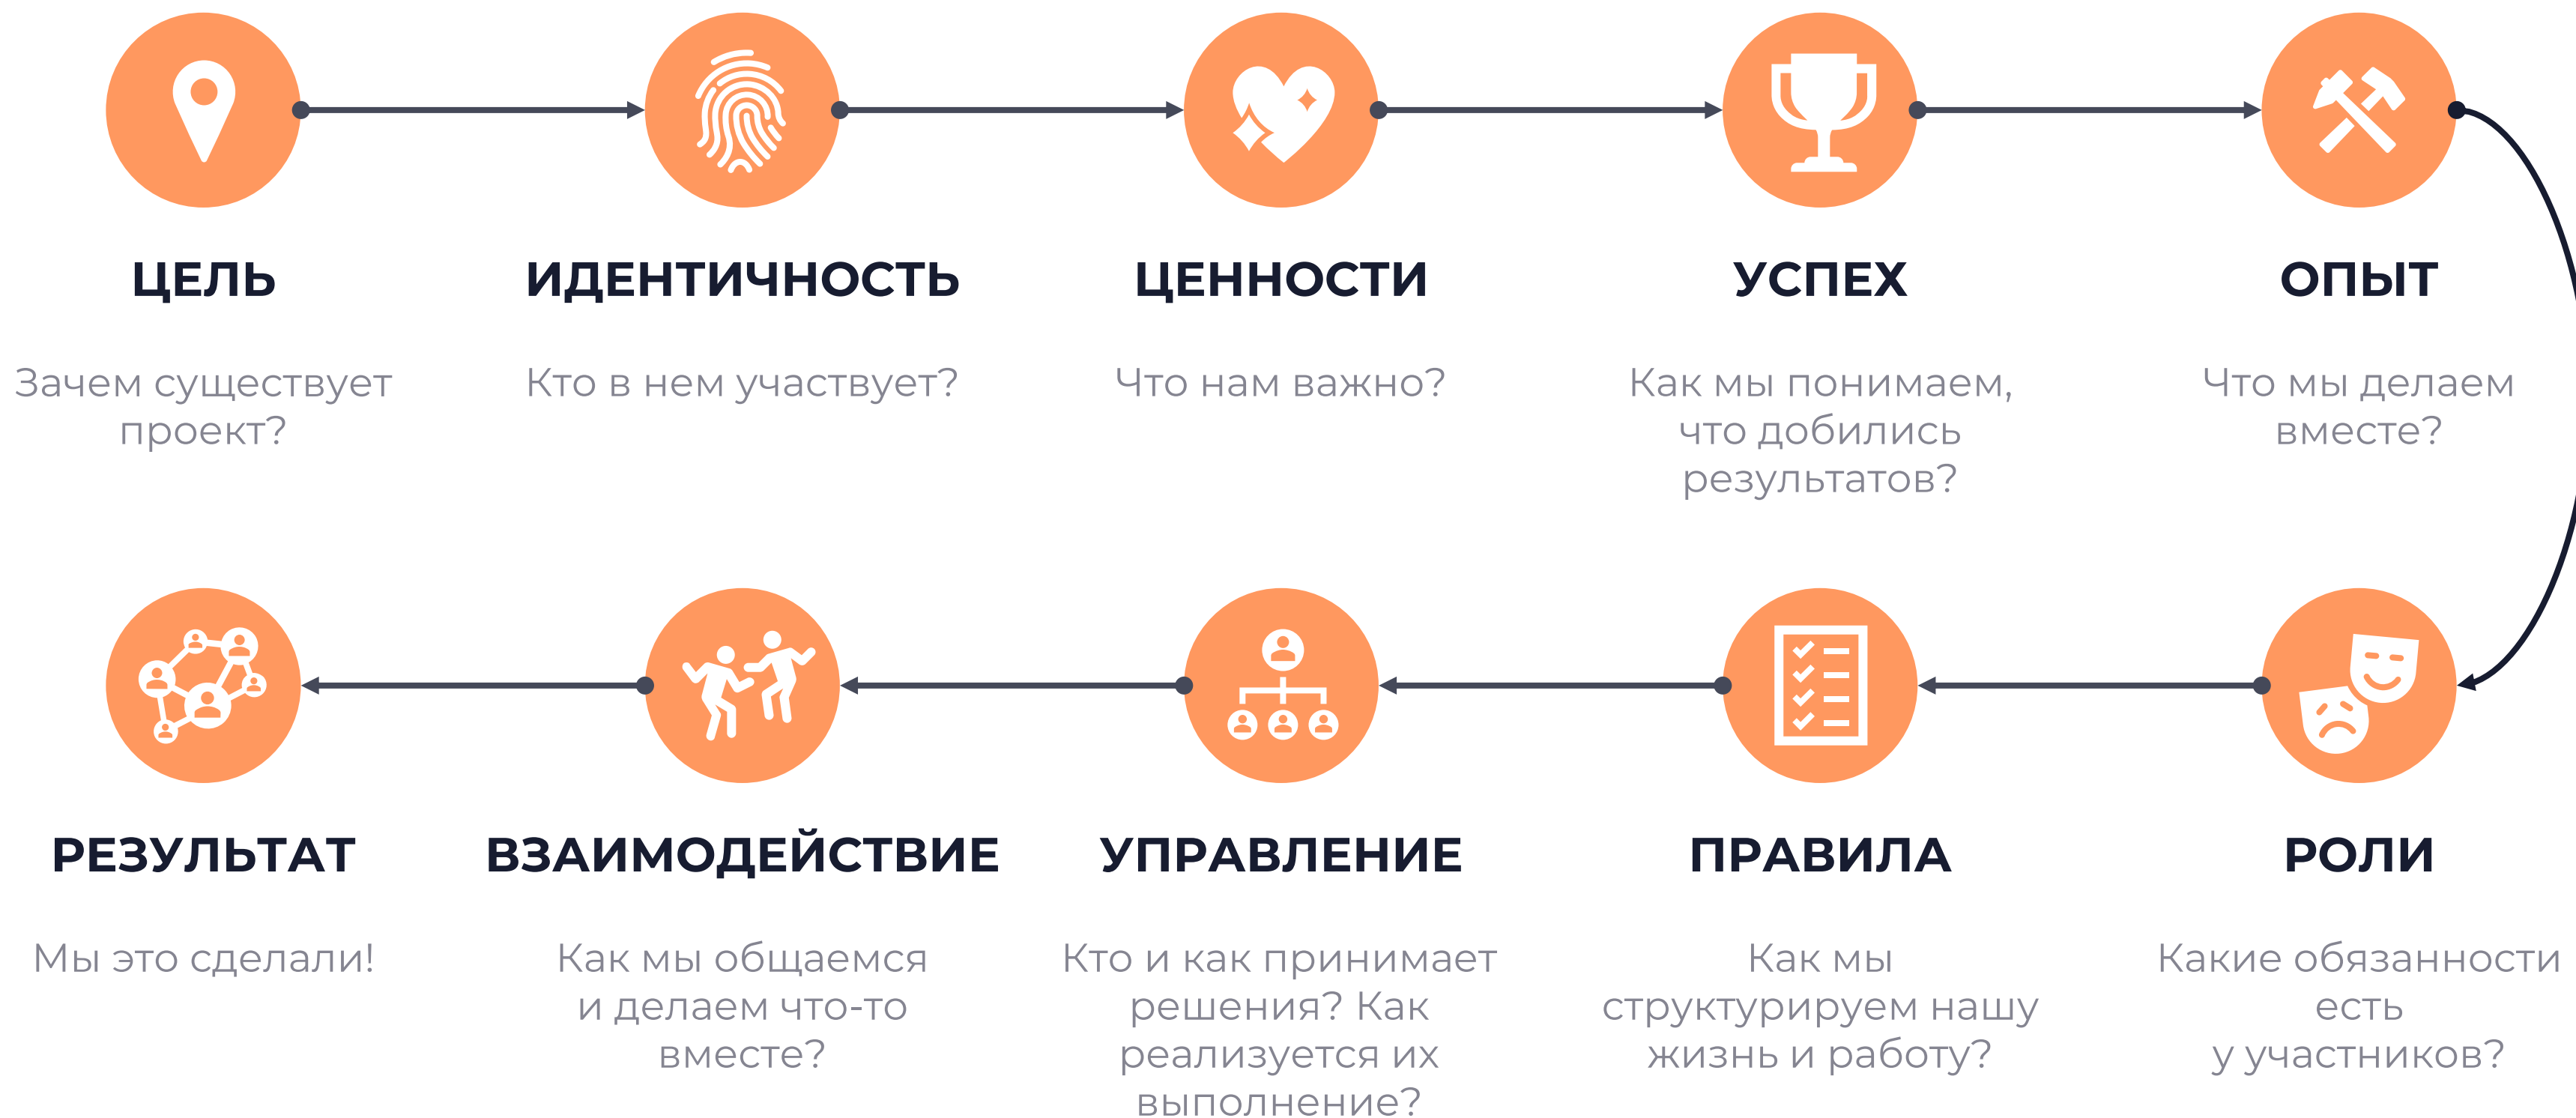 ЦЕЛЬ
Зачем существует
проект?
ИДЕНТИЧНОСТЬ
Кто в нем участвует?
ЦЕННОСТИ
Что нам важно?
УСПЕХ
Как мы понимаем,
что добились
результатов?
ОПЫТ
Что мы делаем
вместе?
РЕЗУЛЬТАТ
Мы это сделали!
ВЗАИМОДЕЙСТВИЕ
Как мы общаемся
и делаем что-то
вместе?
УПРАВЛЕНИЕ
Кто и как принимает
решения? Как
реализуется их
выполнение?
ПРАВИЛА
Как мы
структурируем нашу
жизнь и работу?
РОЛИ
Какие обязанности
есть
у участников?